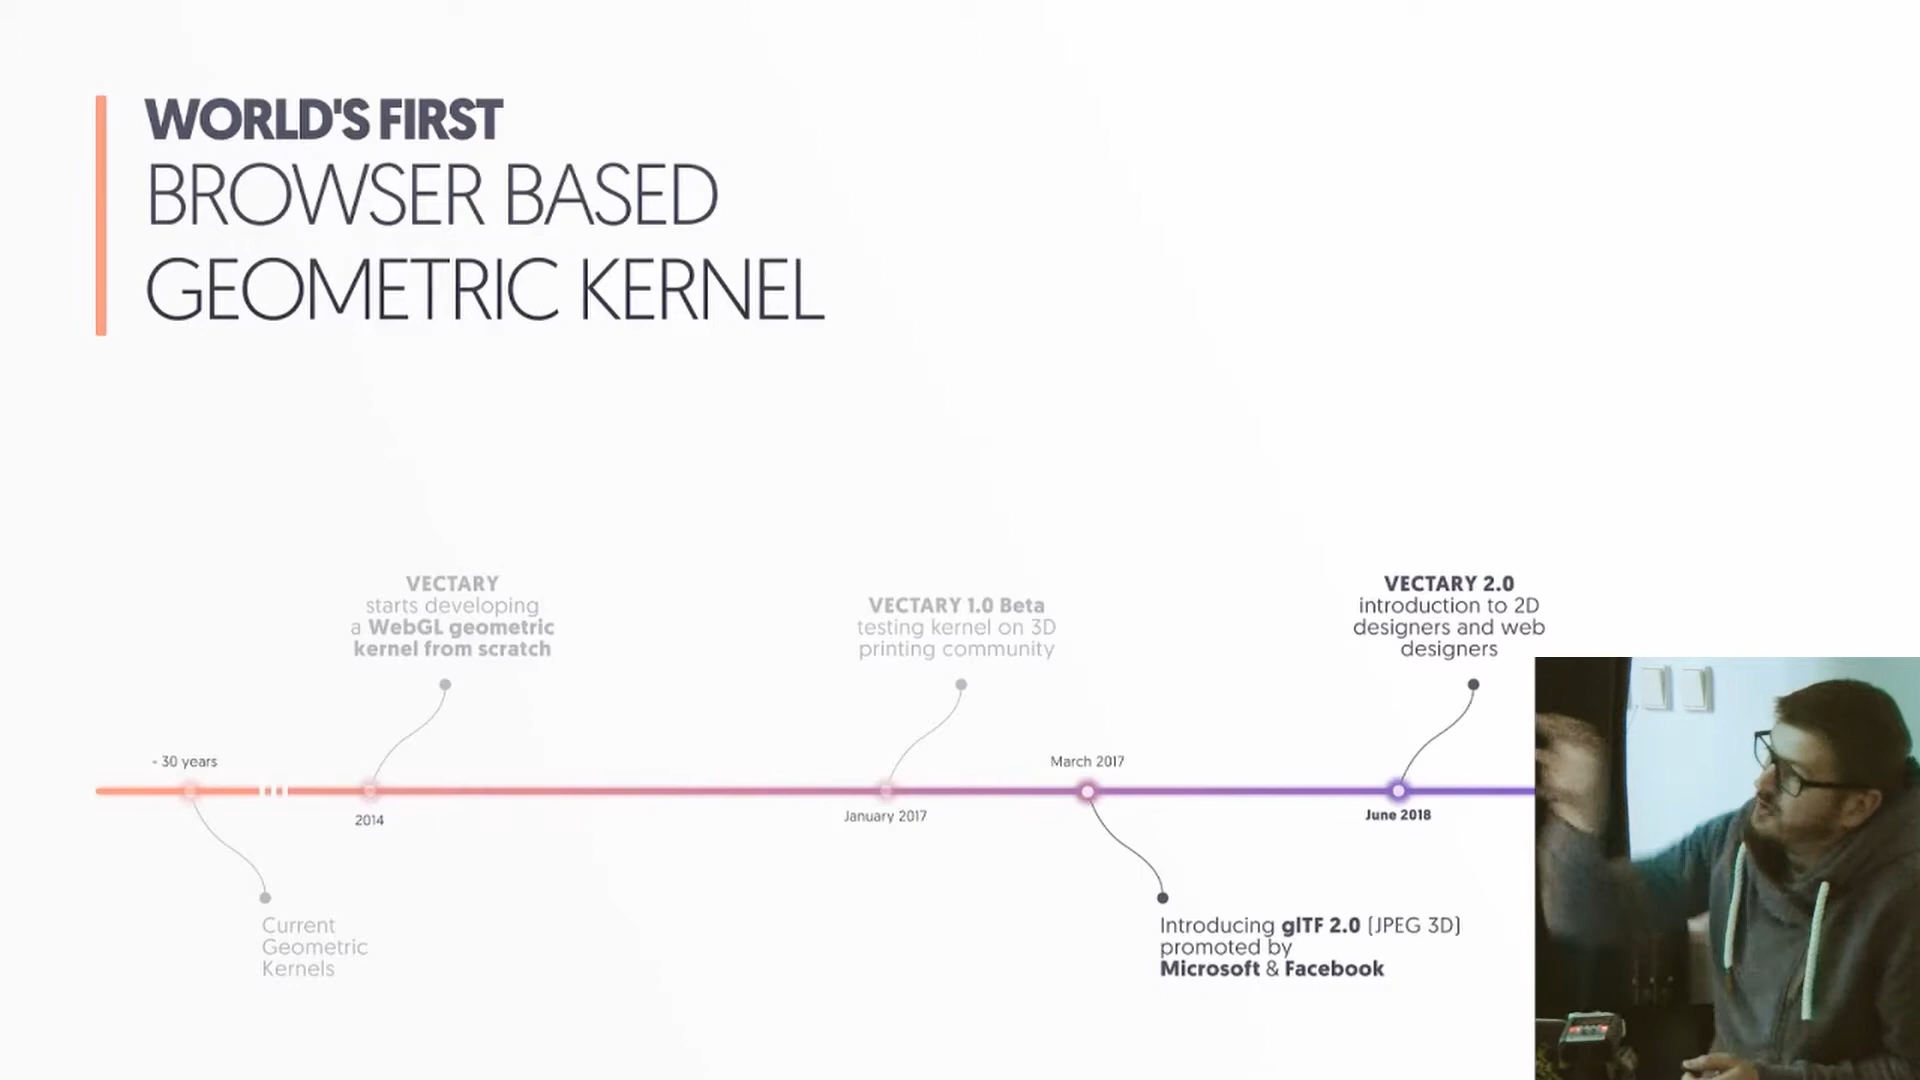 WORLD'S FIRST
BROWSER BASED
GEOMETRIC KERNEL
VECTARY
starts developing
a WebGL geometric
kernel from scratch
VECTARY 1.0 Beta
testing kernel on 3D
printing community
VECTARY 2.0
introduction to 2D
designers and web
designers
- 30 years
March 2017
2014
January 2017
June 2018
Current
Geometric
Kernels
Introducing glTF 2.0 (JPEG 3D)
promoted by
Microsoft & Facebook